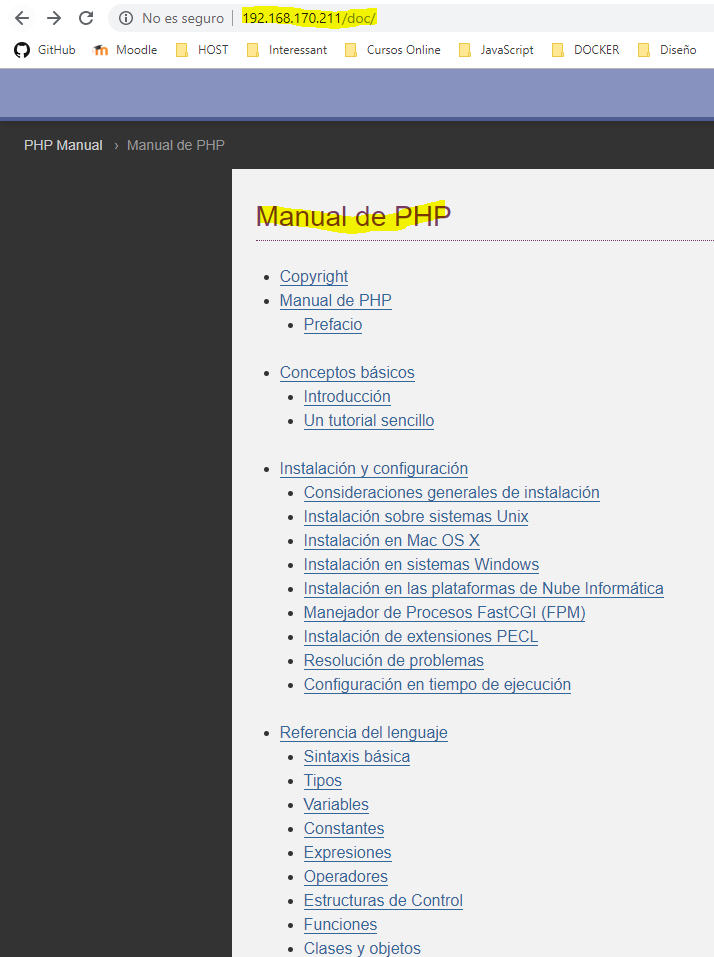 No es seguro 192.168.170.211/doc/
GitHub Moodle HOST Interessant Cursos Online JavaScript DOCKER Diseño
PHP Manual › Manual de PHP
Manual de PHP
Copyright
Manual de PHP
Prefacio
Conceptos básicos
Introducción
Un tutorial sencillo
Instalación y configuración
Consideraciones generales de instalación
Instalación sobre sistemas Unix
Instalación en Mac OS X
Instalación en sistemas Windows
Instalación en las plataformas de Nube Informática
Manejador de Procesos FastCGI (FPM)
Instalación de extensiones PECL
Resolución de problemas
Configuración en tiempo de ejecución
Referencia del lenguaje
Sintaxis básica
Tipos
Variables
Constantes
Expresiones
Operadores
Estructuras de Control
Funciones
Clases y objetos